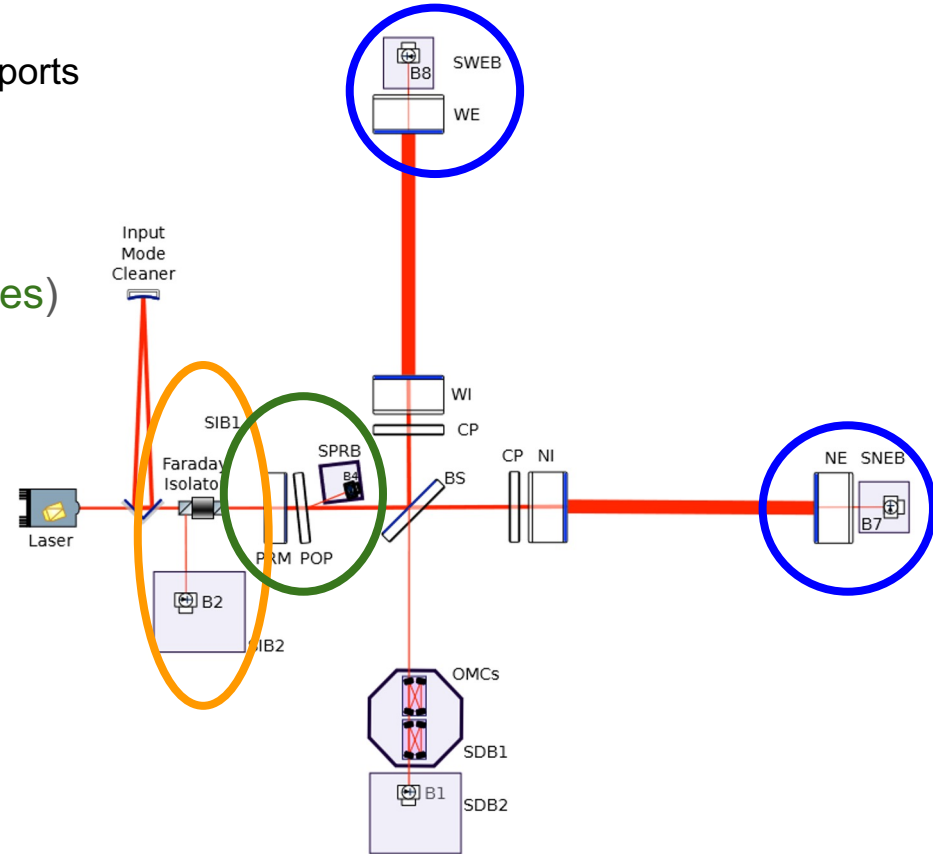 ports
es)
B8
SWEB
WE
Input
Mode
Cleaner
WI
CP
SIB1
SPRB
B4
Faraday
Isolator
CP NI
BS
NE SNEB
B7
Laser
PRM POP
B2
SIB2
OMCs
SDB1
B1
SDB2